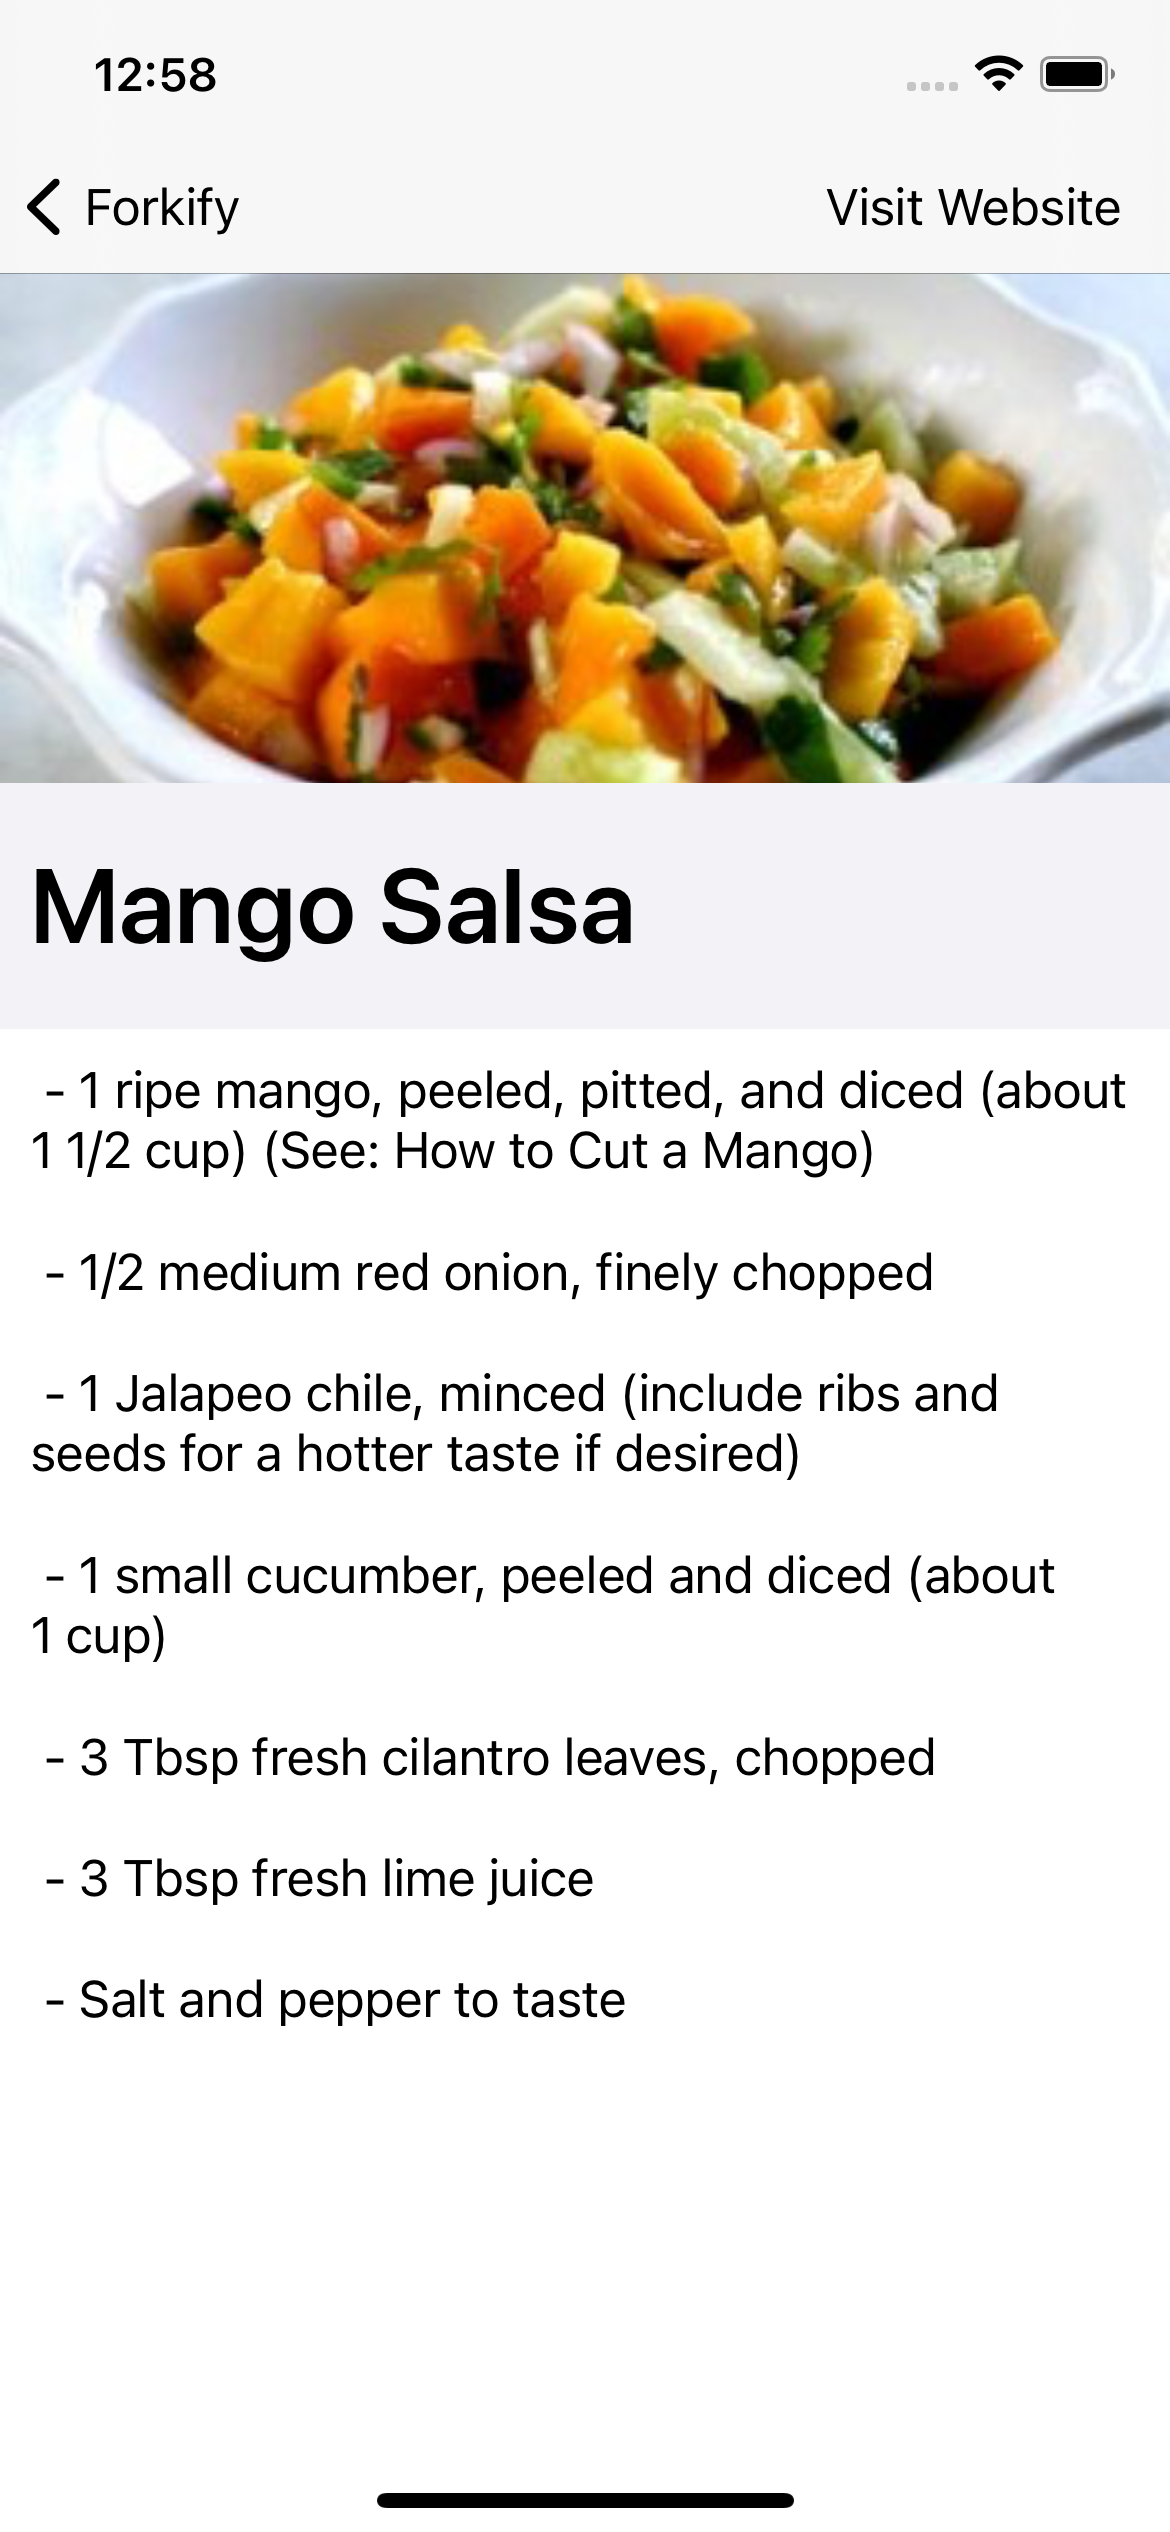 12:58
Forkify
Visit Website
Mango Salsa
- 1 ripe mango, peeled, pitted, and diced (about
1 1/2 cup) (See: How to Cut a Mango)
- 1/2 medium red onion, finely chopped
- 1 Jalapeo chile, minced (include ribs and
seeds for a hotter taste if desired)
- 1 small cucumber, peeled and diced (about
1 cup)
- 3 Tbsp fresh cilantro leaves, chopped
- 3 Tbsp fresh lime juice
- Salt and pepper to taste